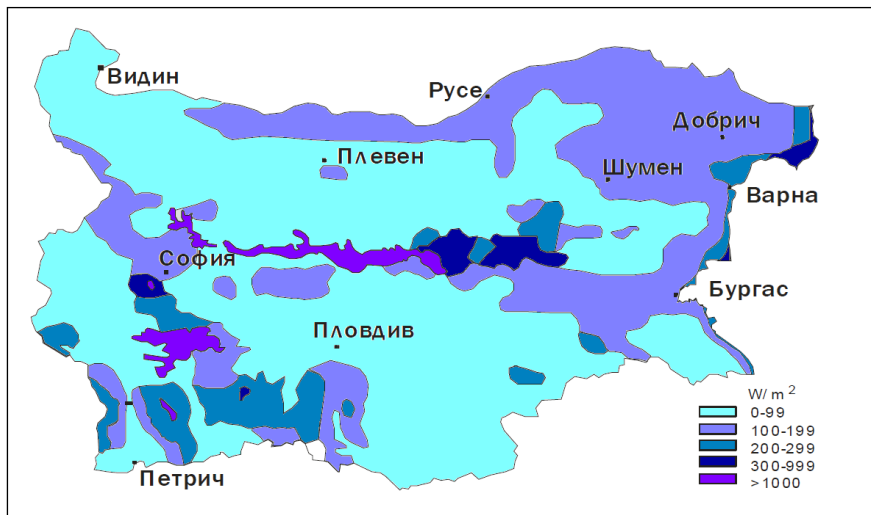 Видин
Русе
Добрич
Плевен
Шумен
Варна
София
Бургас
Пловдив
Петрич
W/ m 2
0-99
100-199
200-299
300-999
>1000